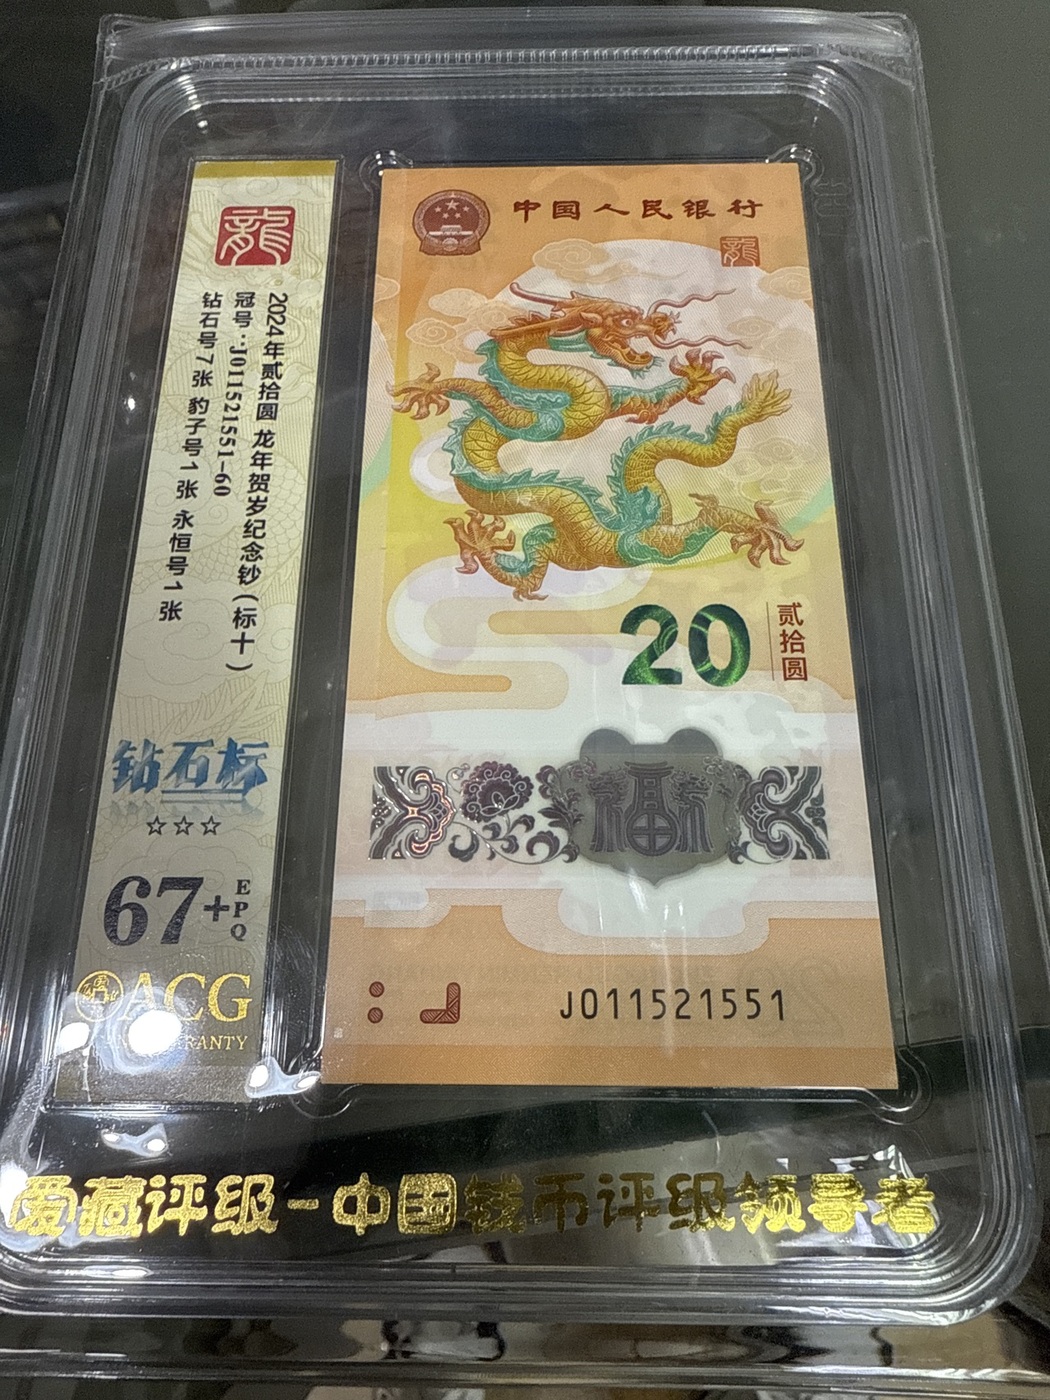 龍
2024年贰拾圆 龙年贺岁纪念钞(标十)
冠号:J011521551-60
钻石号7张 豹子号1张 永恒号1张
钻石标
☆☆☆
67+EPQ
ACG
中国人民银行
龍
20
贰拾圆
福
J011521551
爱藏评级-中国钱币评级领导者